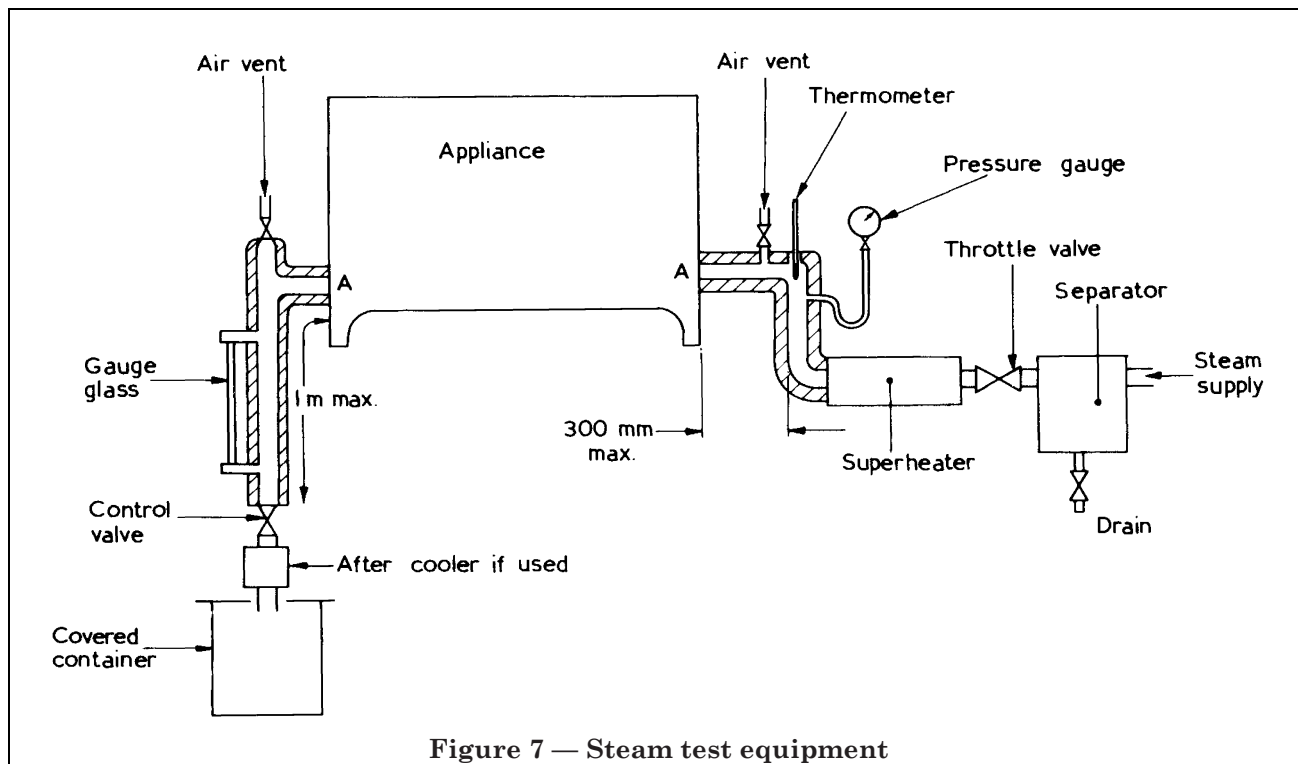 Air vent
Air vent
Thermometer
Appliance
Pressure gauge
Throttle valve
Separator
A
A
Steam
supply
Gauge
glass
1m max.
300 mm
max.
Superheater
Control
valve
Drain
After cooler if used
Covered
container
Figure 7 — Steam test equipment